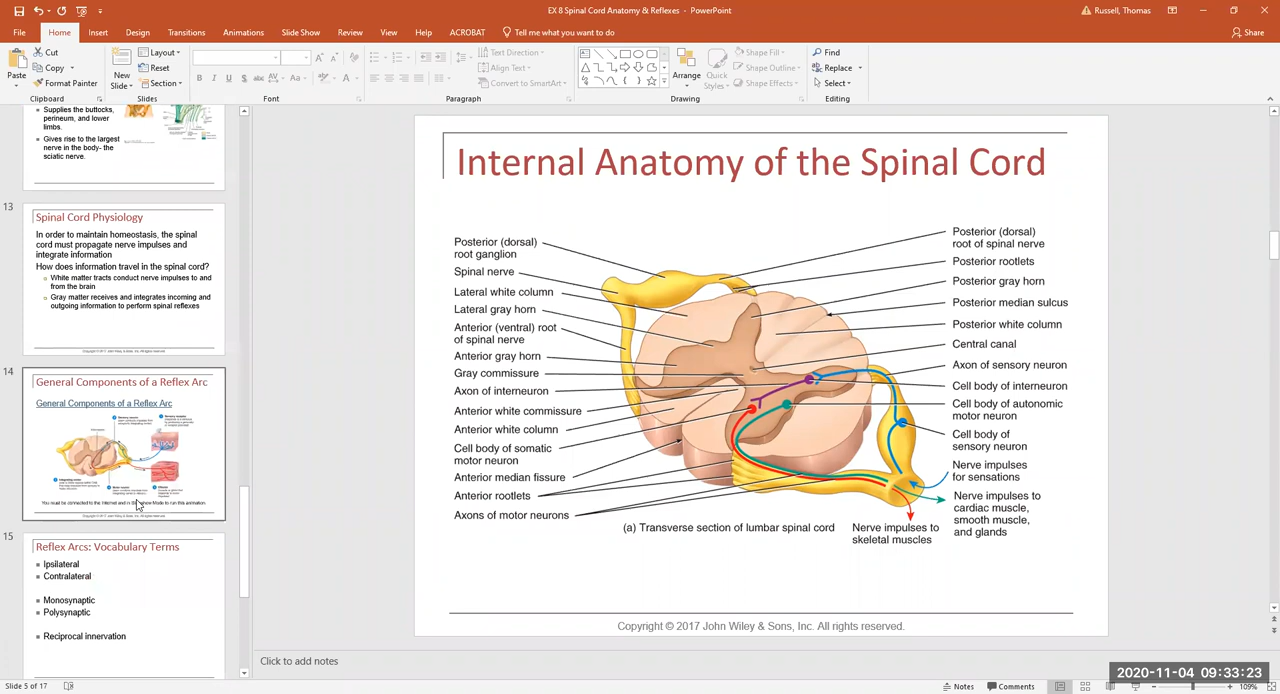 EX 8 Spinal Cord Anatomy & Reflexes - PowerPoint
Russell, Thomas
File Home Insert Design Transitions Animations Slide Show Review View Help ACROBAT Tell me what you want to do
Share
Paste
Cut
Copy
Format Painter
Clipboard
New
Slide
Layout
Reset
Section
Slides
Font
Text Direction
Align Text
Convert to SmartArt
Paragraph
Arrange
Quick
Styles
Shape Fill
Shape Outline
Shape Effects
Drawing
Find
Replace
Select
Editing
Supplies the buttocks,
perineum, and lower
limbs.
Gives rise to the largest
nerve in the body- the
sciatic nerve.
13
Spinal Cord Physiology
In order to maintain homeostasis, the spinal
cord must propagate nerve impulses and
integrate information
How does information travel in the spinal cord?
White matter tracts conduct nerve impulses to and
from the brain
Gray matter receives and integrates incoming and
outgoing information to perform spinal reflexes
14
General Components of a Reflex Arc
General Components of a Reflex Arc
You must be connected to the Internet and in
to run this animation.
15
Reflex Arcs: Vocabulary Terms
Ipsilateral
Contralateral
Monosynaptic
Polysynaptic
Reciprocal innervation
Internal Anatomy of the Spinal Cord
Posterior (dorsal)
root ganglion
Spinal nerve
Lateral white column
Lateral gray horn
Anterior (ventral) root
of spinal nerve
Anterior gray horn
Gray commissure
Axon of interneuron
Anterior white commissure
Anterior white column
Cell body of somatic
motor neuron
Anterior median fissure
Anterior rootlets
Axons of motor neurons
Posterior (dorsal)
root of spinal nerve
Posterior rootlets
Posterior gray horn
Posterior median sulcus
Posterior white column
Central canal
Axon of sensory neuron
Cell body of interneuron
Cell body of autonomic
motor neuron
Cell body of
sensory neuron
Nerve impulses
for sensations
Nerve impulses to
cardiac muscle,
smooth muscle,
and glands
(a) Transverse section of lumbar spinal cord
Nerve impulses to
skeletal muscles
Copyright © 2017 John Wiley & Sons, Inc. All rights reserved.
Click to add notes
2020-11-04 09:33:23
Slide 5 of 17
Notes
Comments
109%